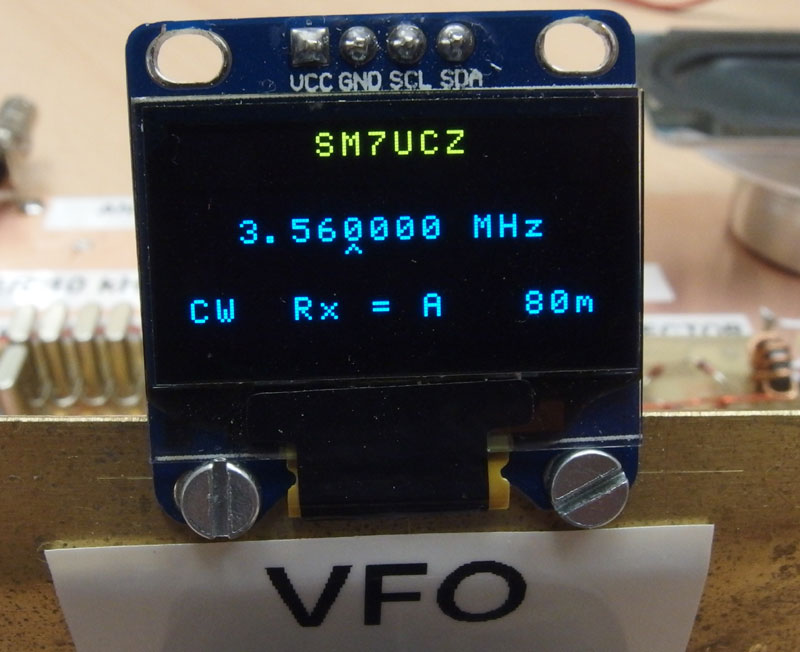 VCC GND SCL SDA
SM7UCZ
3.560000 MHz
^
CW Rx = A 80m
VFO